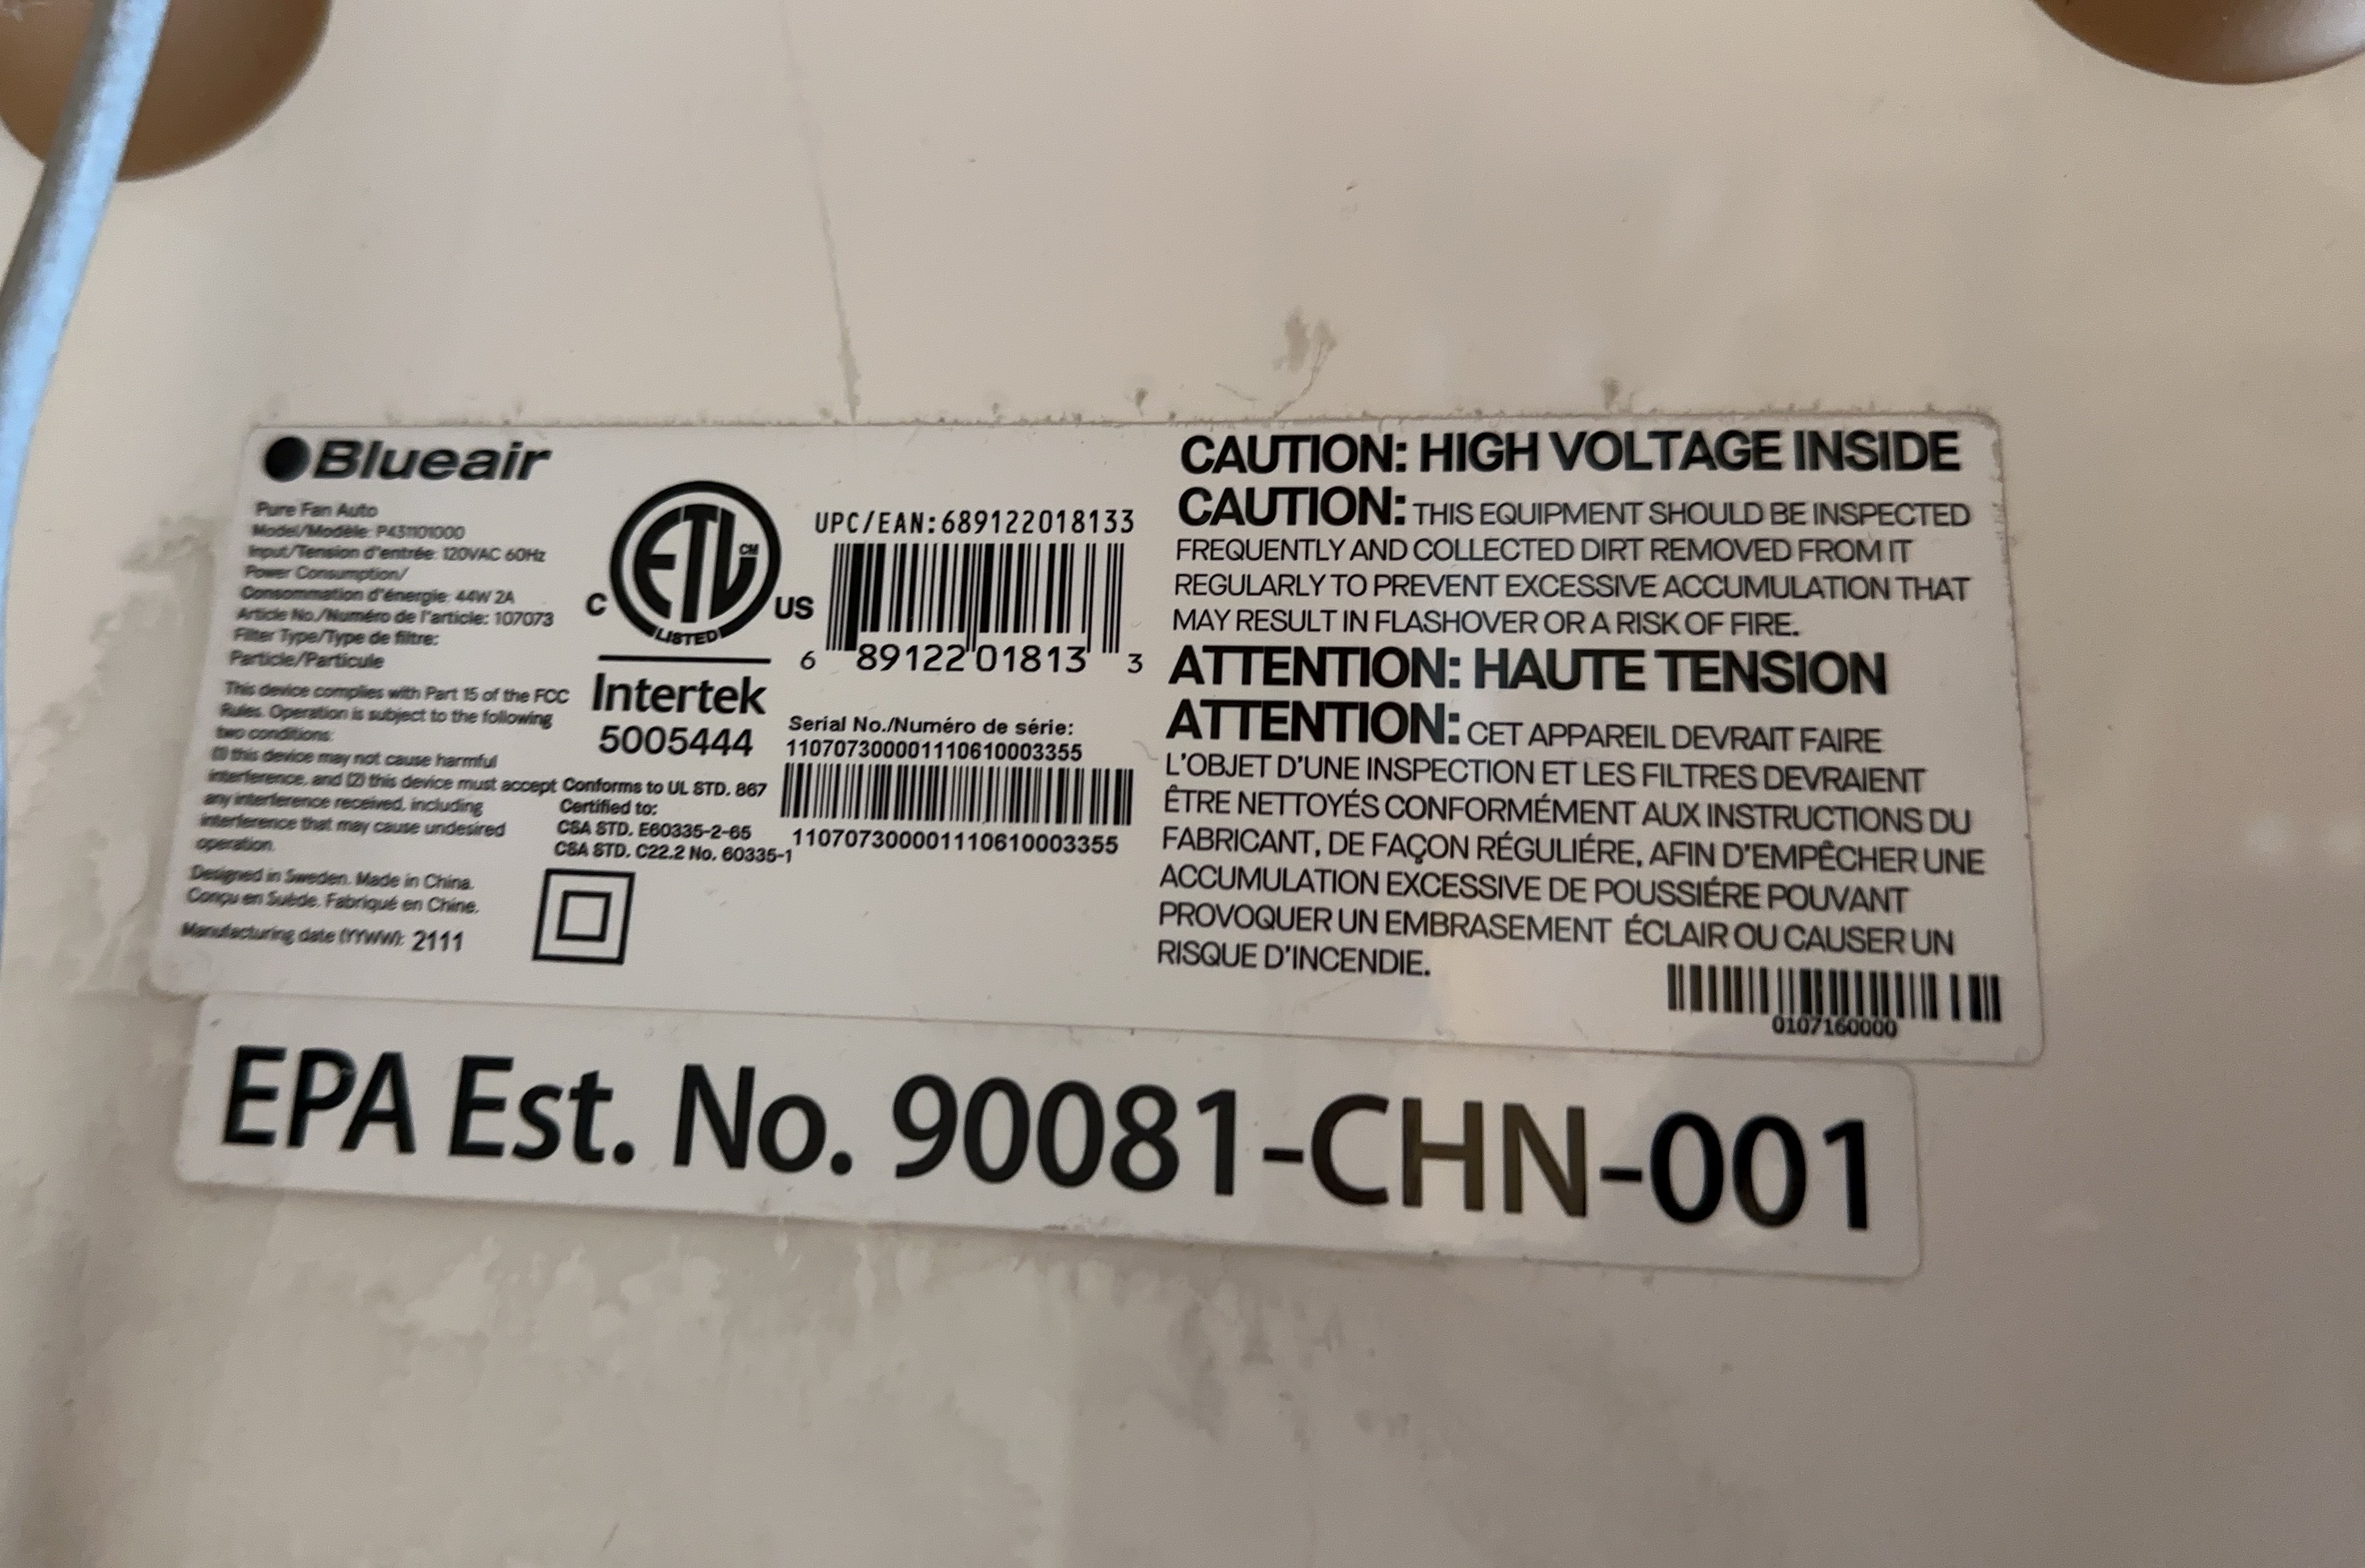 Blueair
Pure Fan Auto
Model/Modèle: P431101000
Input/Tension d'entrée: 120VAC 60Hz
Power Consumption/
Consommation d'énergie: 44W 2A
Article No./Numéro de l'article: 107073
Filter Type/Type de filtre:
Particle/Particule
This device complies with Part 15 of the FCC
Rules. Operation is subject to the following
two conditions:
(1) this device may not cause harmful
interference, and (2) this device must accept
any interference received, including
interference that may cause undesired
operation.
Designed in Sweden. Made in China.
Conçu en Suède. Fabriqué en Chine.
Manufacturing date (YYWW): 2111
ETL CM
C US
LISTED
Intertek
5005444
Conforms to UL STD. 867
Certified to:
CSA STD. E60335-2-65
CSA STD. C22.2 No. 60335-1
UPC/EAN:689122018133
6 89122 01813 3
Serial No./Numéro de série:
110707300001110610003355
110707300001110610003355
CAUTION: HIGH VOLTAGE INSIDE
CAUTION: THIS EQUIPMENT SHOULD BE INSPECTED
FREQUENTLY AND COLLECTED DIRT REMOVED FROM IT
REGULARLY TO PREVENT EXCESSIVE ACCUMULATION THAT
MAY RESULT IN FLASHOVER OR A RISK OF FIRE.
ATTENTION: HAUTE TENSION
ATTENTION: CET APPAREIL DEVRAIT FAIRE
L'OBJET D'UNE INSPECTION ET LES FILTRES DEVRAIENT
ÊTRE NETTOYÉS CONFORMÉMENT AUX INSTRUCTIONS DU
FABRICANT, DE FAÇON RÉGULIÉRE, AFIN D'EMPÊCHER UNE
ACCUMULATION EXCESSIVE DE POUSSIÉRE POUVANT
PROVOQUER UN EMBRASEMENT ÉCLAIR OU CAUSER UN
RISQUE D'INCENDIE.
0107160000
EPA Est. No. 90081-CHN-001